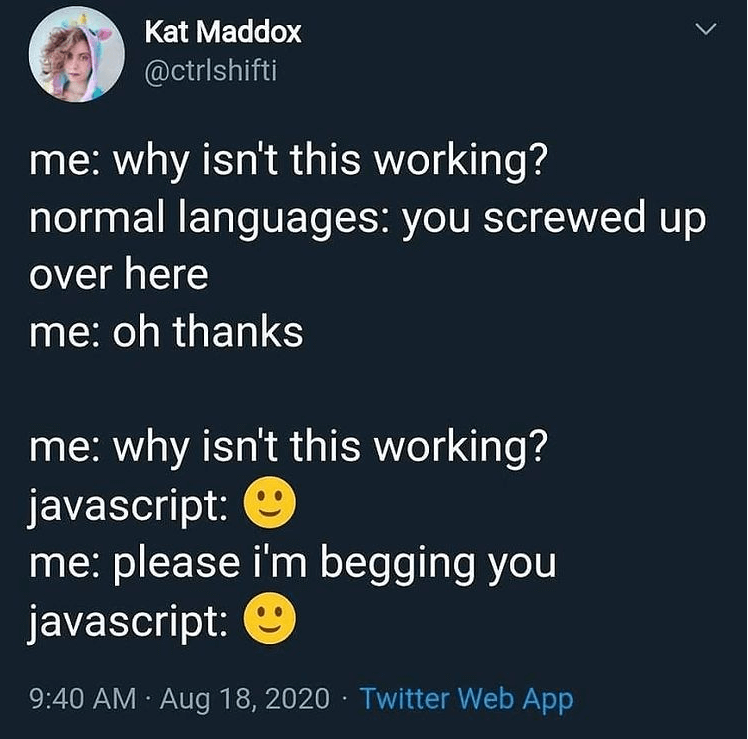 Kat Maddox
@ctrlshifti
me: why isn't this working?
normal languages: you screwed up
over here
me: oh thanks
me: why isn't this working?
javascript: 🙂
me: please i'm begging you
javascript: 🙂
9:40 AM · Aug 18, 2020 · Twitter Web App